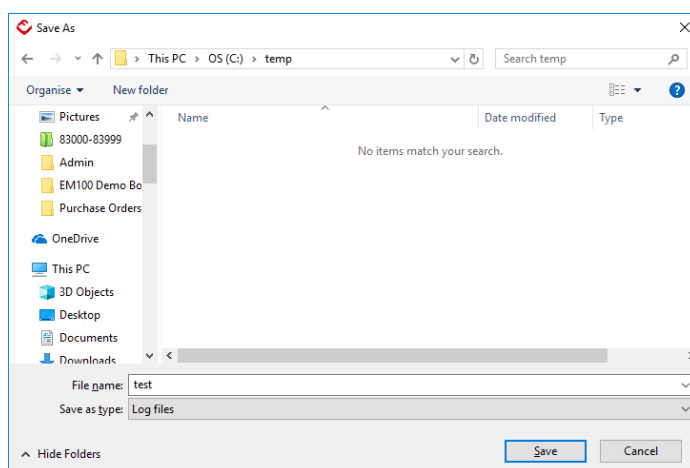 Save As
This PC > OS (C:) > temp
Search temp
Organise
New folder
Name
Date modified
Type
No items match your search.
Pictures
83000-83999
Admin
EM100 Demo Bo
Purchase Orders
OneDrive
This PC
3D Objects
Desktop
Documents
Downloads
File name: test
Save as type: Log files
Hide Folders
Save
Cancel